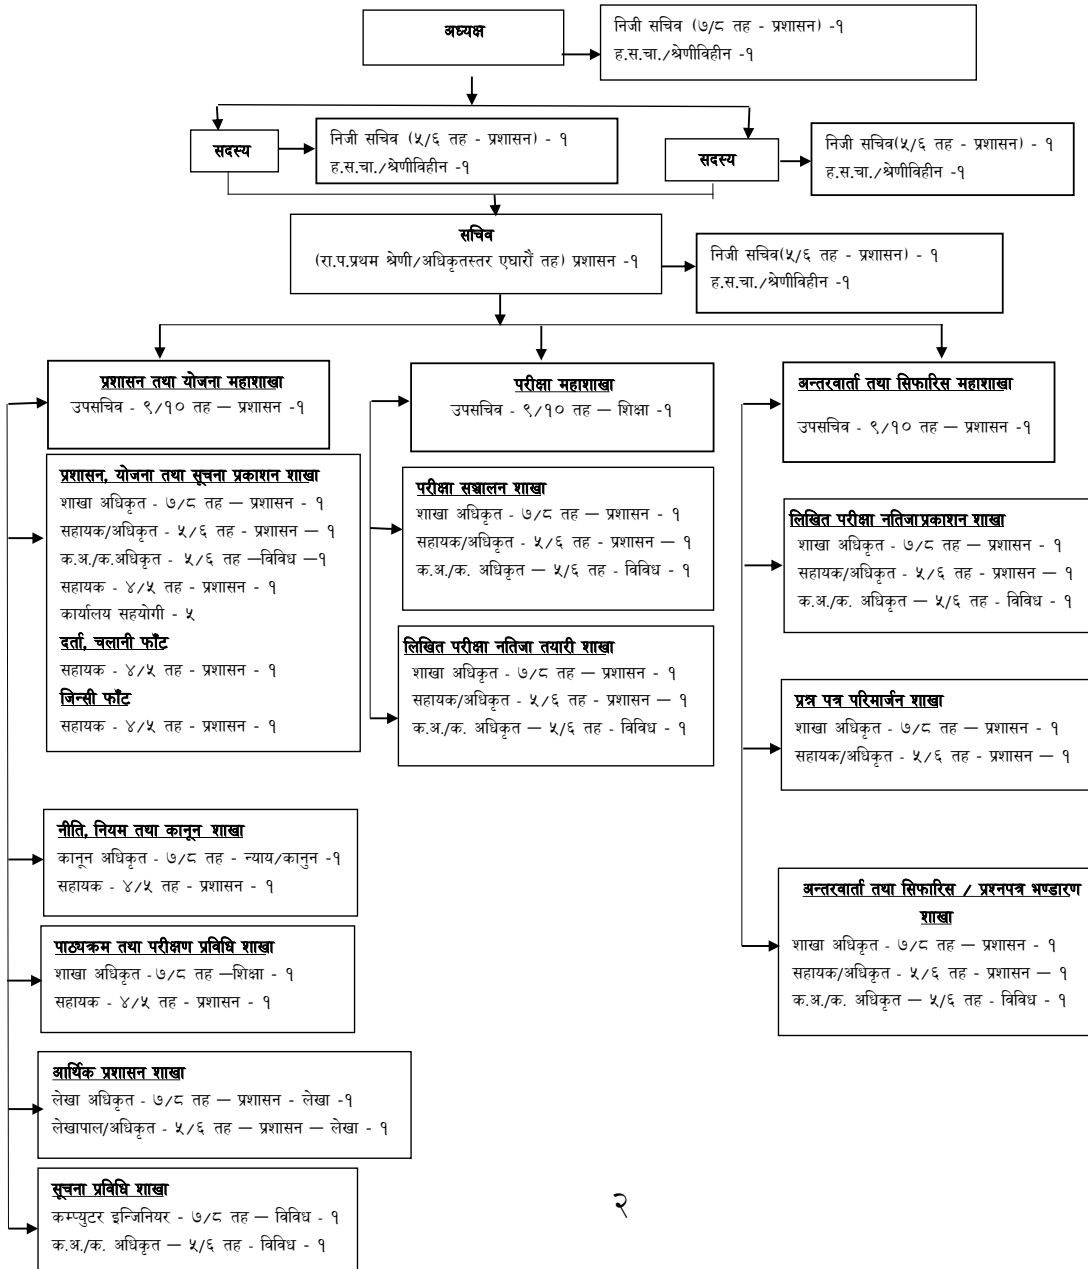 अध्यक्ष
निजी सचिव (७/८ तह - प्रशासन) -१
ह.स.चा./श्रेणीविहीन -१
सदस्य
निजी सचिव (५/६ तह - प्रशासन) - १
ह.स.चा./श्रेणीविहीन -१
सदस्य
निजी सचिव(५/६ तह - प्रशासन) - १
ह.स.चा./श्रेणीविहीन -१
सचिव
(रा.प.प्रथम श्रेणी/अधिकृतस्तर एघारौं तह) प्रशासन -१
निजी सचिव(५/६ तह - प्रशासन) - १
ह.स.चा./श्रेणीविहीन -१
प्रशासन तथा योजना महाशाखा
उपसचिव - ९/१० तह — प्रशासन -१
प्रशासन, योजना तथा सूचना प्रकाशन शाखा
शाखा अधिकृत - ७/८ तह — प्रशासन - १
सहायक/अधिकृत - ५/६ तह - प्रशासन — १
क.अ./क.अधिकृत - ५/६ तह —विविध —१
सहायक - ४/५ तह - प्रशासन - १
कार्यालय सहयोगी - ५
दर्ता, चलानी फाँट
सहायक - ४/५ तह - प्रशासन - १
जिन्सी फाँट
सहायक - ४/५ तह - प्रशासन - १
नीति, नियम तथा कानून शाखा
कानून अधिकृत - ७/८ तह - न्याय/कानुन -१
सहायक - ४/५ तह - प्रशासन - १
पाठ्यक्रम तथा परीक्षण प्रविधि शाखा
शाखा अधिकृत - ७/८ तह —शिक्षा - १
सहायक - ४/५ तह - प्रशासन - १
आर्थिक प्रशासन शाखा
लेखा अधिकृत - ७/८ तह — प्रशासन - लेखा -१
लेखापाल/अधिकृत - ५/६ तह — प्रशासन — लेखा - १
सूचना प्रविधि शाखा
कम्प्युटर इन्जिनियर - ७/८ तह — विविध - १
क.अ./क. अधिकृत — ५/६ तह - विविध - १
परीक्षा महाशाखा
उपसचिव - ९/१० तह — शिक्षा - १
परीक्षा सञ्चालन शाखा
शाखा अधिकृत - ७/८ तह — प्रशासन - १
सहायक/अधिकृत - ५/६ तह - प्रशासन — १
क.अ./क. अधिकृत — ५/६ तह - विविध - १
लिखित परीक्षा नतिजा तयारी शाखा
शाखा अधिकृत - ७/८ तह — प्रशासन - १
सहायक/अधिकृत - ५/६ तह - प्रशासन — १
क.अ./क. अधिकृत — ५/६ तह - विविध - १
अन्तरवार्ता तथा सिफारिस महाशाखा
उपसचिव - ९/१० तह — प्रशासन -१
लिखित परीक्षा नतिजा प्रकाशन शाखा
शाखा अधिकृत - ७/८ तह — प्रशासन - १
सहायक/अधिकृत - ५/६ तह - प्रशासन — १
क.अ./क. अधिकृत — ५/६ तह - विविध - १
प्रश्न पत्र परिमार्जन शाखा
शाखा अधिकृत - ७/८ तह — प्रशासन - १
सहायक/अधिकृत - ५/६ तह - प्रशासन — १
अन्तरवार्ता तथा सिफारिस / प्रश्नपत्र भण्डारण
शाखा
शाखा अधिकृत - ७/८ तह — प्रशासन - १
सहायक/अधिकृत - ५/६ तह - प्रशासन — १
क.अ./क. अधिकृत — ५/६ तह - विविध - १
२